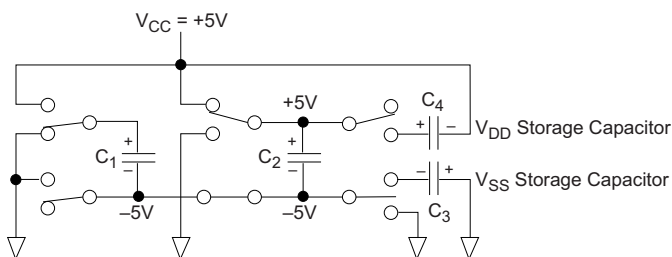 V_CC = +5V
+5V
C_4
+ −
V_DD Storage Capacitor
+
C_1
−
+
C_2
−
− +
V_SS Storage Capacitor
C_3
–5V
–5V